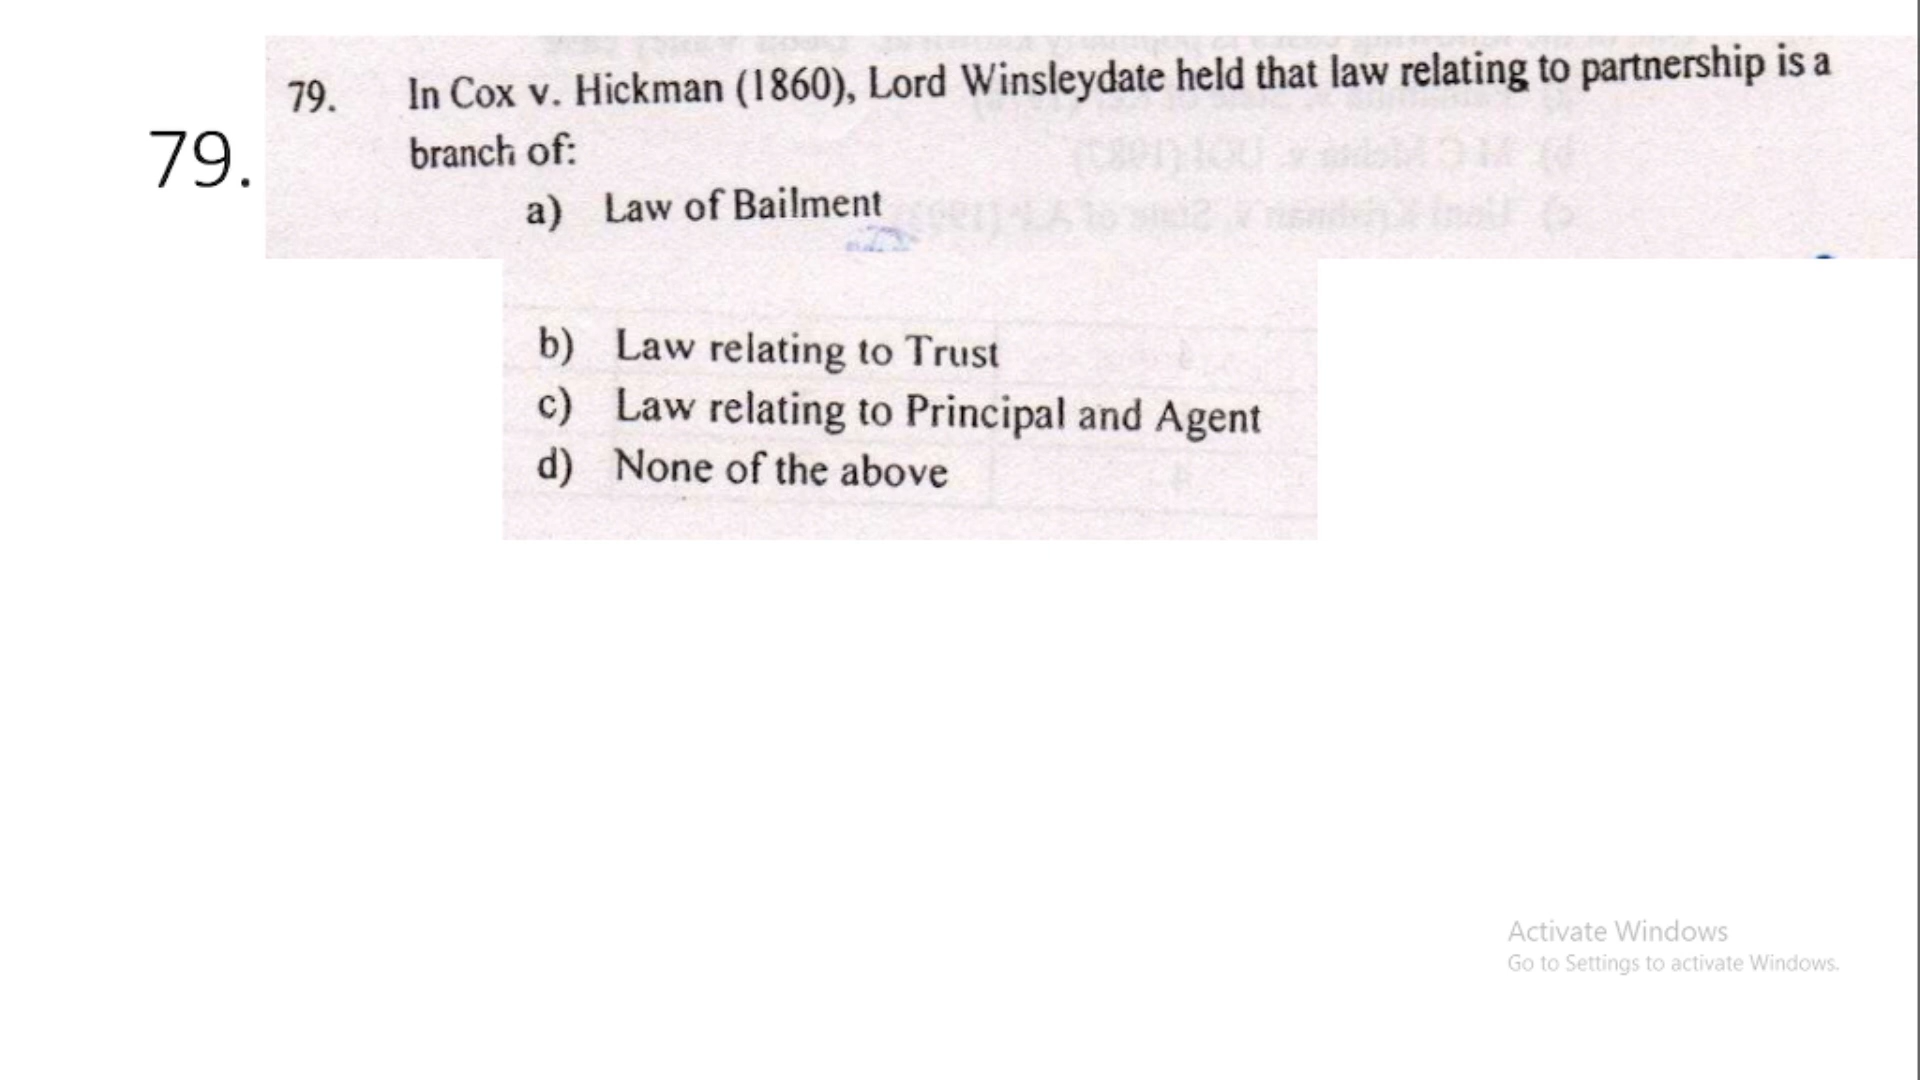 79.
79. In Cox v. Hickman (1860), Lord Winsleydate held that law relating to partnership is a
branch of:
a) Law of Bailment
b) Law relating to Trust
c) Law relating to Principal and Agent
d) None of the above
Activate Windows
Go to Settings to activate Windows.